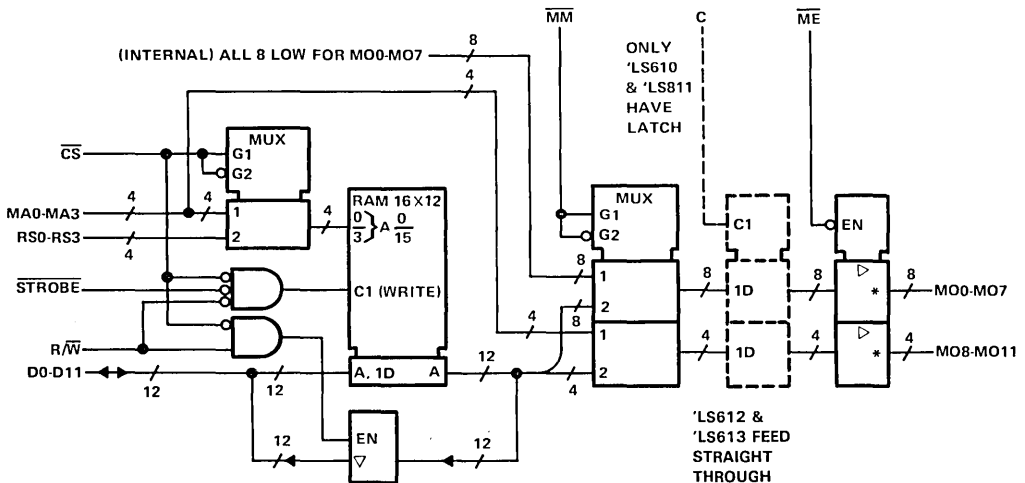 MM
C
ME
(INTERNAL) ALL 8 LOW FOR MO0-MO7
8
4
ONLY
'LS610
& 'LS811
HAVE
LATCH
MUX
G1
G2
CS
MA0-MA3
4
4
1
2
4
RS0-RS3
4
RAM 16 X 12
0
3
} A
0
15
C1 (WRITE)
STROBE
R/W
D0-D11
12
12
A, 1D
A
12
12
EN
12
MUX
G1
G2
8
1
2
4
8
1
2
4
C1
8
1D
8
4
1D
4
EN
*
8
MO0-MO7
*
4
MO8-MO11
'LS612 &
'LS613 FEED
STRAIGHT
THROUGH